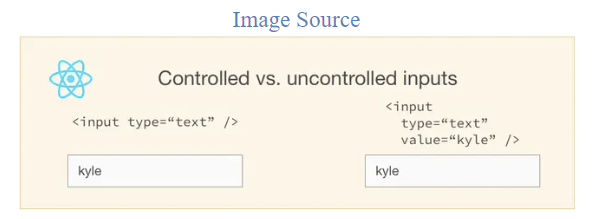 Image Source
Controlled vs. uncontrolled inputs
<input type=“text” />
kyle
<input
type=“text”
value=“kyle” />
kyle